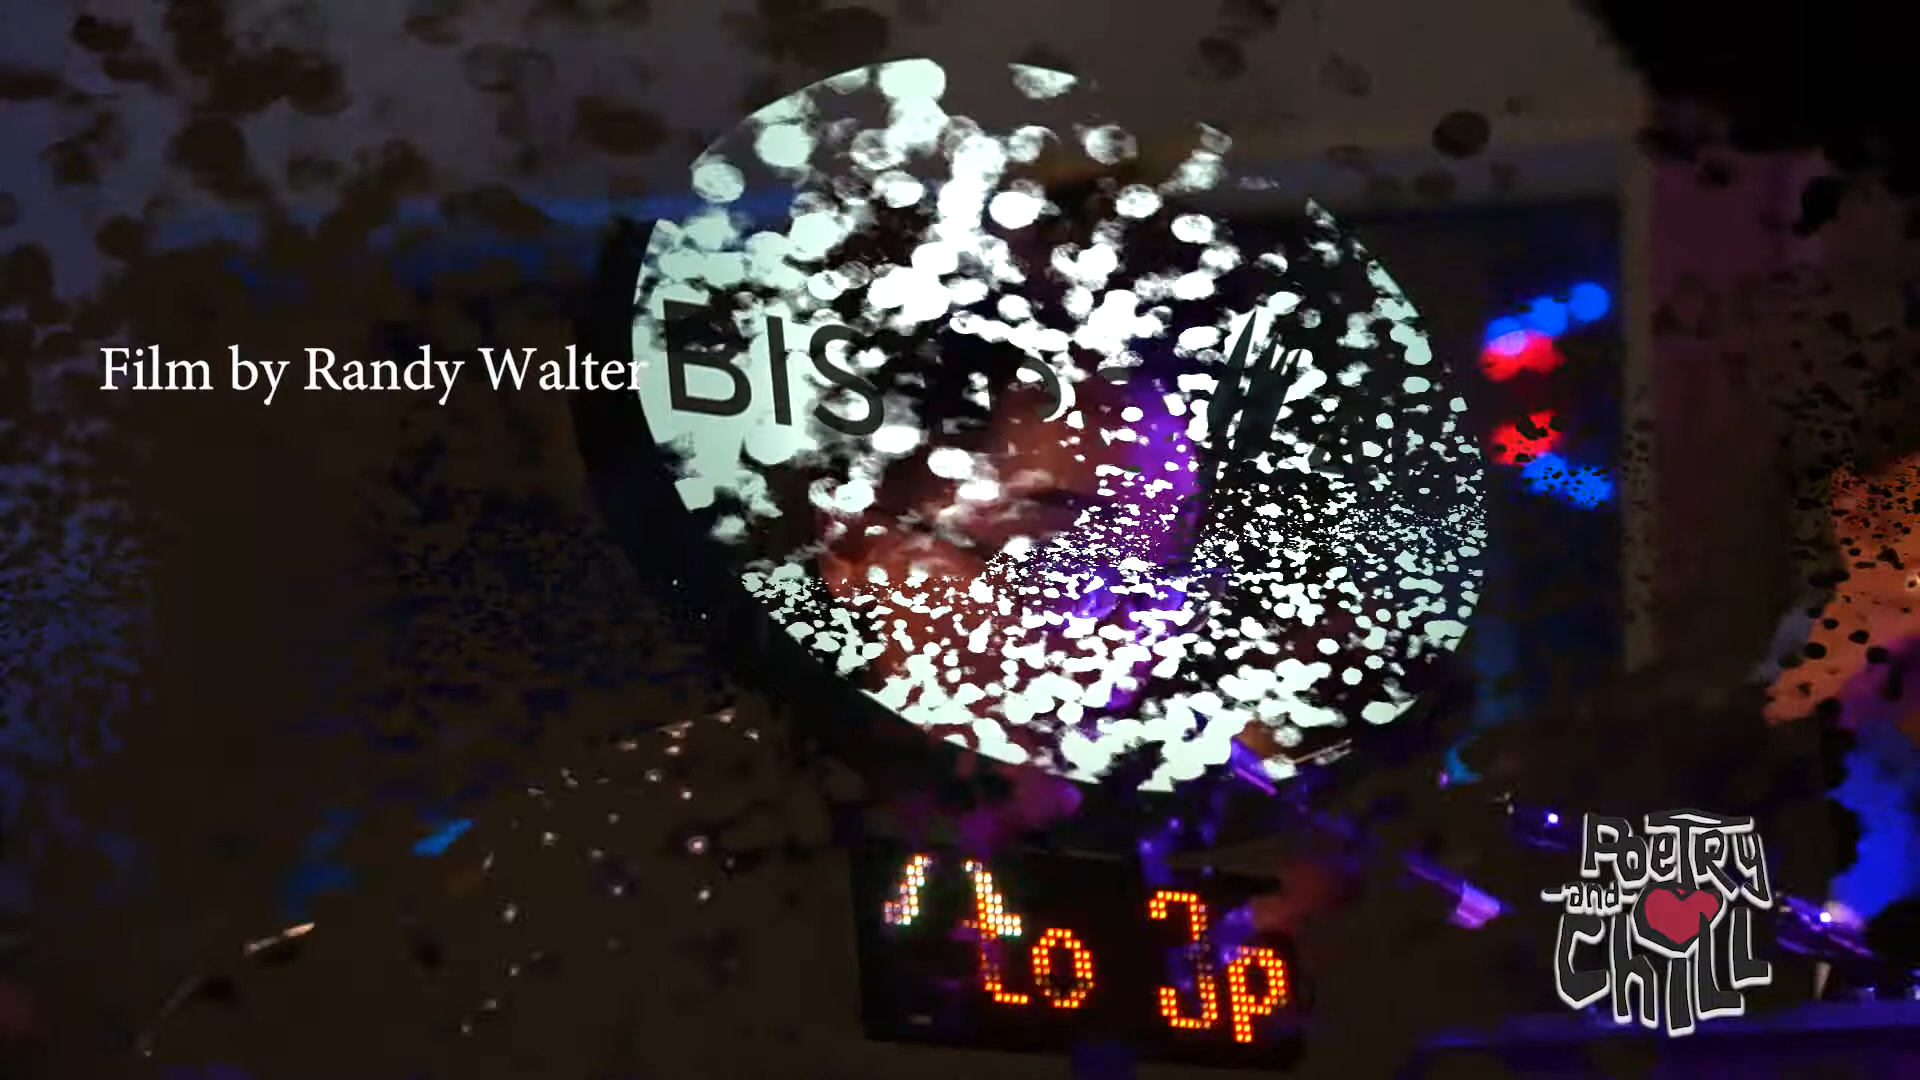 Film by Randy Walter
BIS
to 3p
POETRY
-and-
CHILL